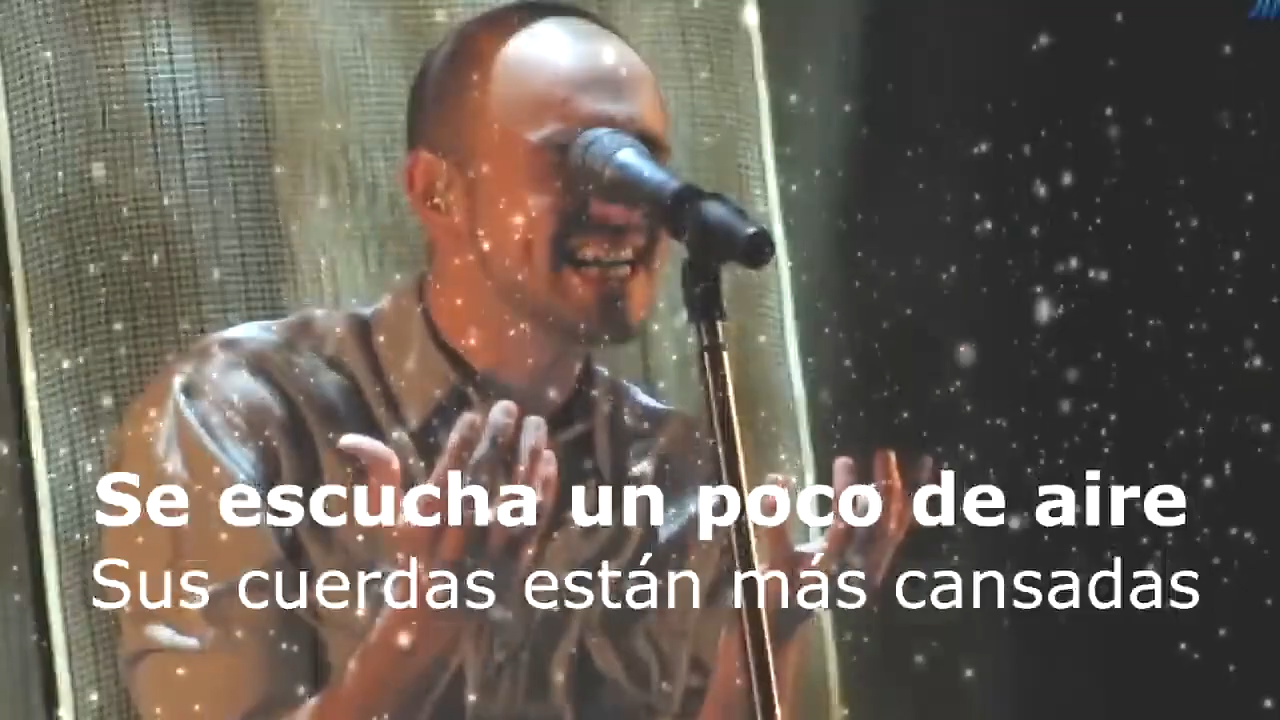 Se escucha un poco de aire
Sus cuerdas están más cansadas